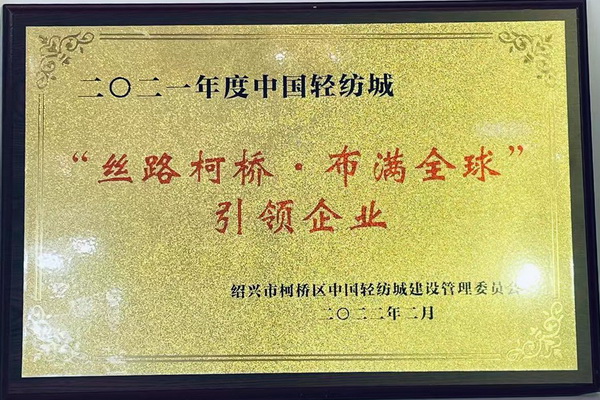 二〇二一年度中国轻纺城
“丝路柯桥·布满全球”
引领企业
绍兴市柯桥区中国轻纺城建设管理委员会
二〇二二年二月